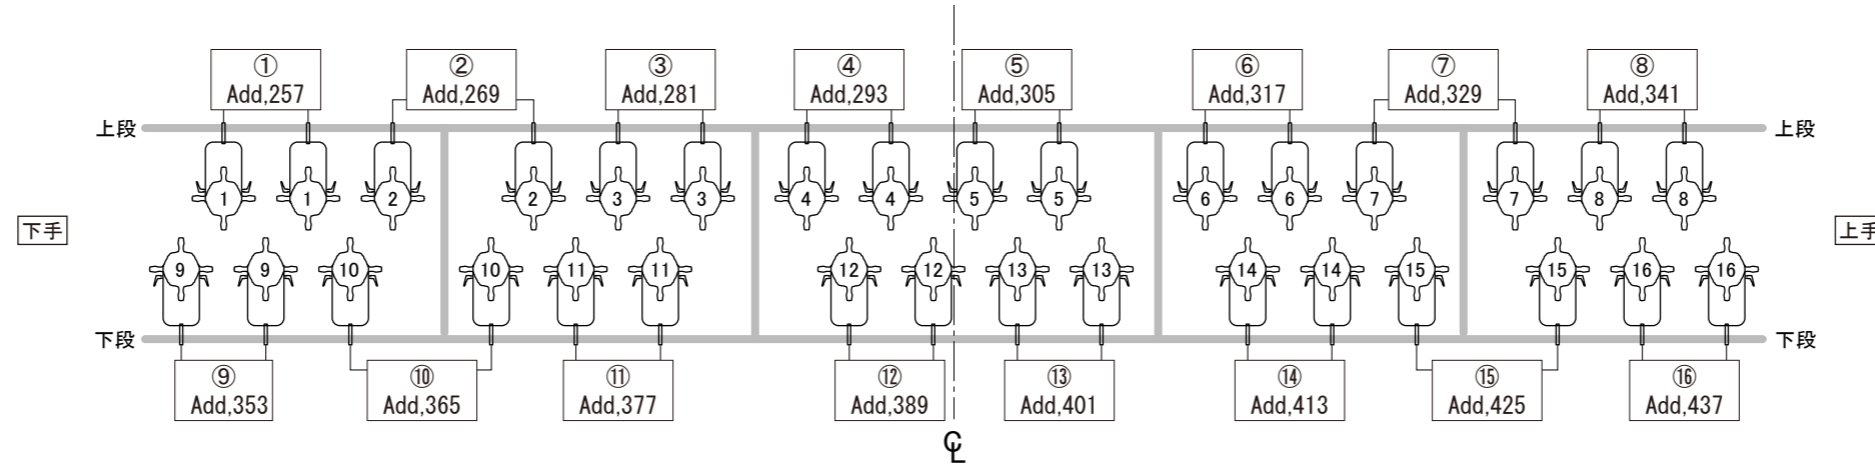 ① ② ③ ④ ⑤ ⑥ ⑦ ⑧
Add,257 Add,269 Add,281 Add,293 Add,305 Add,317 Add,329 Add,341
上段 上段
1 1 2 2 3 3 4 4 5 5 6 6 7 7 8 8
下手 上手
9 9 10 10 11 11 12 12 13 13 14 14 15 15 16 16
下段 下段
⑨ ⑩ ⑪ ⑫ ⑬ ⑭ ⑮ ⑯
Add,353 Add,365 Add,377 Add,389 Add,401 Add,413 Add,425 Add,437
℄